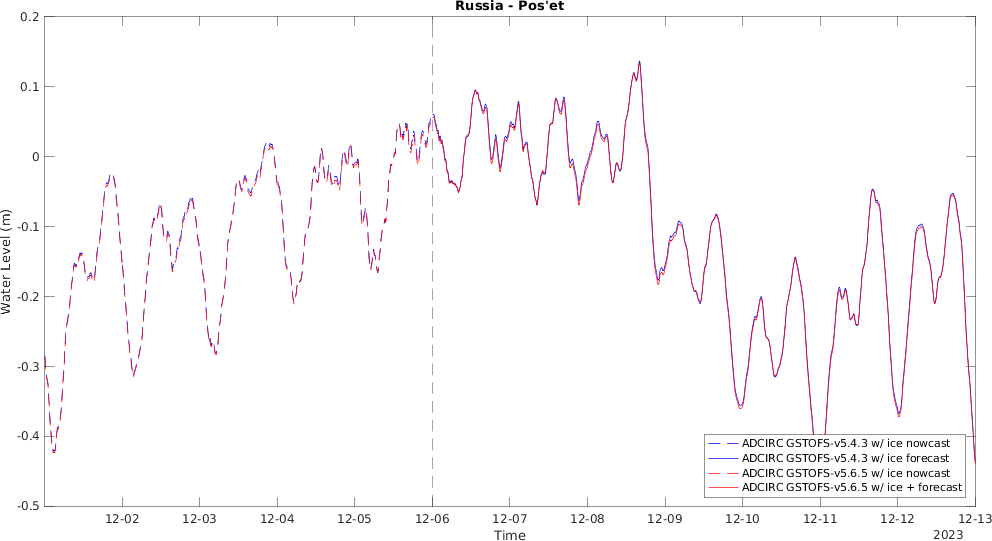 Russia - Pos'et
0.2
0.1
0
-0.1
-0.2
-0.3
-0.4
-0.5
Water Level (m)
ADCIRC GSTOFS-v5.4.3 w/ ice nowcast
ADCIRC GSTOFS-v5.4.3 w/ ice forecast
ADCIRC GSTOFS-v5.6.5 w/ ice nowcast
ADCIRC GSTOFS-v5.6.5 w/ ice + forecast
12-02 12-03 12-04 12-05 12-06 12-07 12-08 12-09 12-10 12-11 12-12 12-13
Time
2023